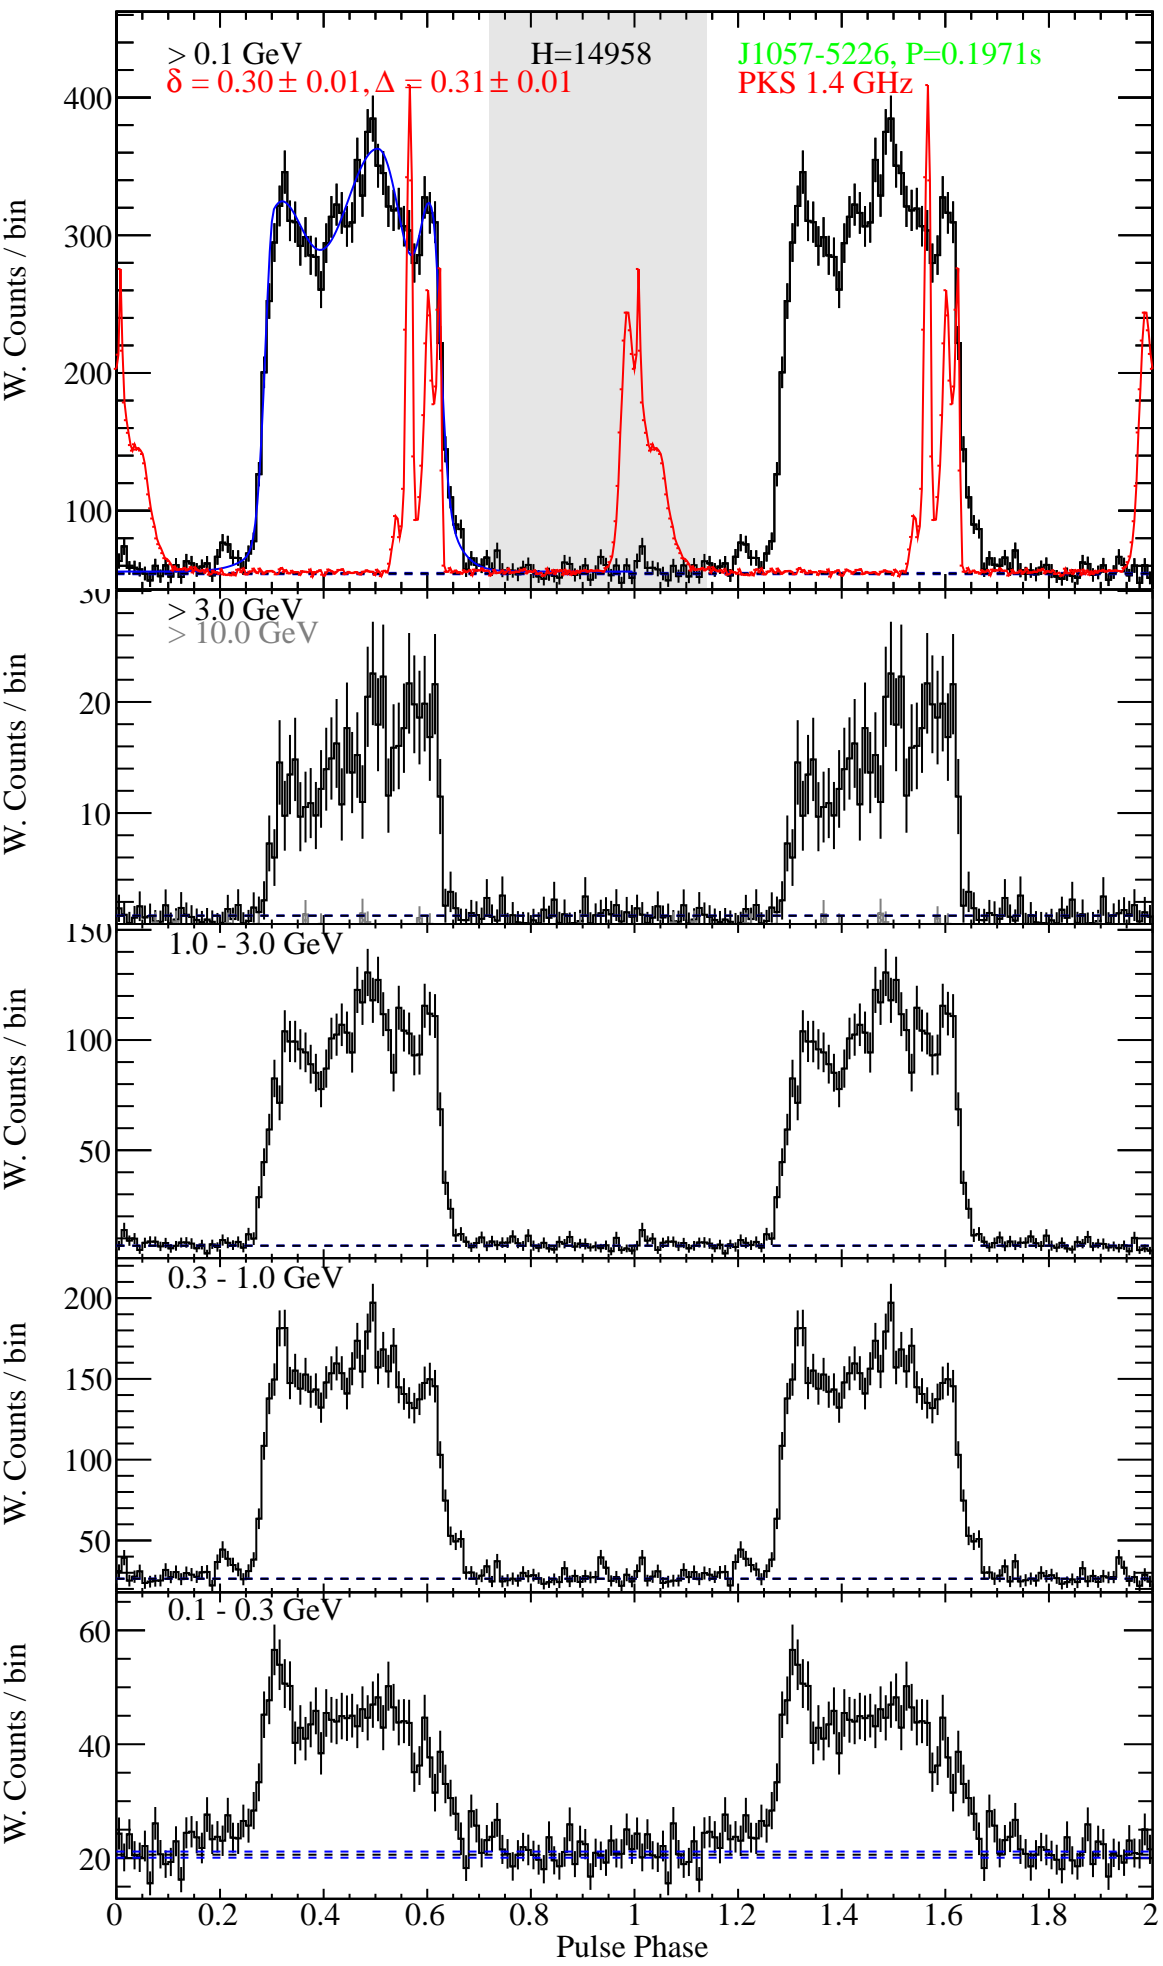 > 0.1 GeV
H=14958
J1057-5226, P=0.1971s
δ = 0.30 ± 0.01, Δ = 0.31 ± 0.01
PKS 1.4 GHz
400
300
200
100
W. Counts / bin
> 3.0 GeV
> 10.0 GeV
30
20
10
W. Counts / bin
1.0 - 3.0 GeV
150
100
50
W. Counts / bin
0.3 - 1.0 GeV
200
150
100
50
W. Counts / bin
0.1 - 0.3 GeV
60
40
20
W. Counts / bin
0 0.2 0.4 0.6 0.8 1 1.2 1.4 1.6 1.8 2
Pulse Phase